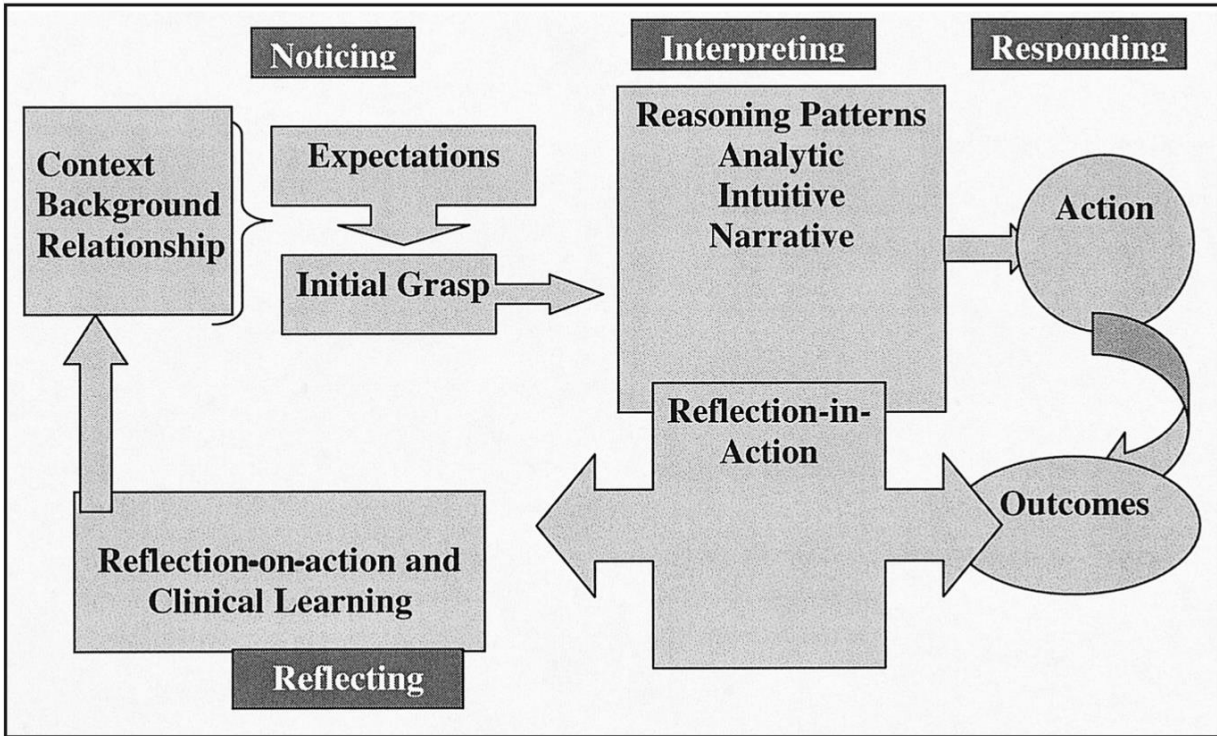 Noticing
Interpreting
Responding
Context
Background
Relationship
Expectations
Initial Grasp
Reasoning Patterns
Analytic
Intuitive
Narrative
Action
Reflection-in-
Action
Outcomes
Reflection-on-action and
Clinical Learning
Reflecting